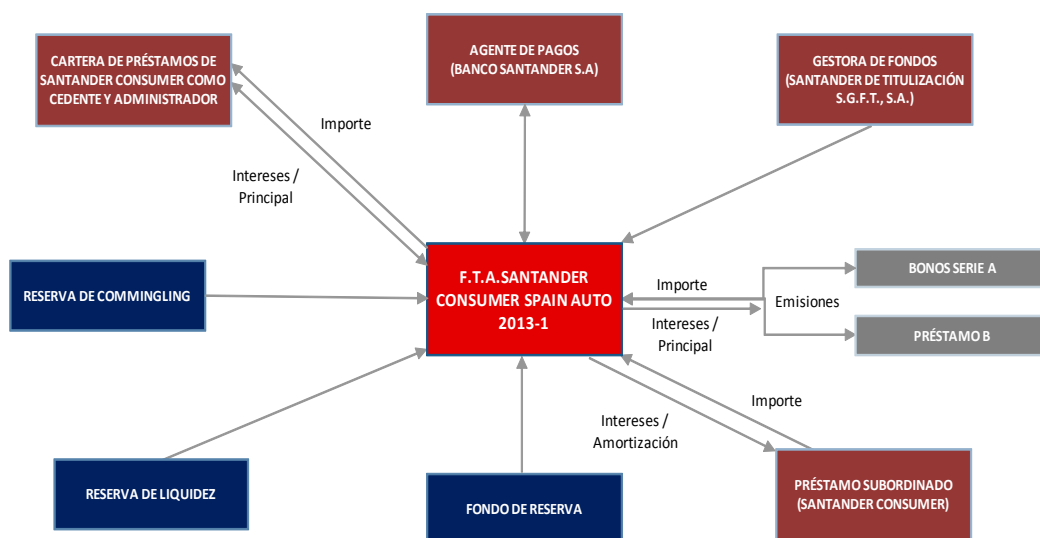 CARTERA DE PRÉSTAMOS DE
SANTANDER CONSUMER COMO
CEDENTE Y ADMINISTRADOR
AGENTE DE PAGOS
(BANCO SANTANDER S.A)
GESTORA DE FONDOS
(SANTANDER DE TITULIZACIÓN
S.G.F.T., S.A.)
Importe
Intereses /
Principal
RESERVA DE COMMINGLING
F.T.A.SANTANDER
CONSUMER SPAIN AUTO
2013-1
Importe
Intereses /
Principal
Emisiones
BONOS SERIE A
PRÉSTAMO B
Importe
Intereses /
Amortización
RESERVA DE LIQUIDEZ
FONDO DE RESERVA
PRÉSTAMO SUBORDINADO
(SANTANDER CONSUMER)